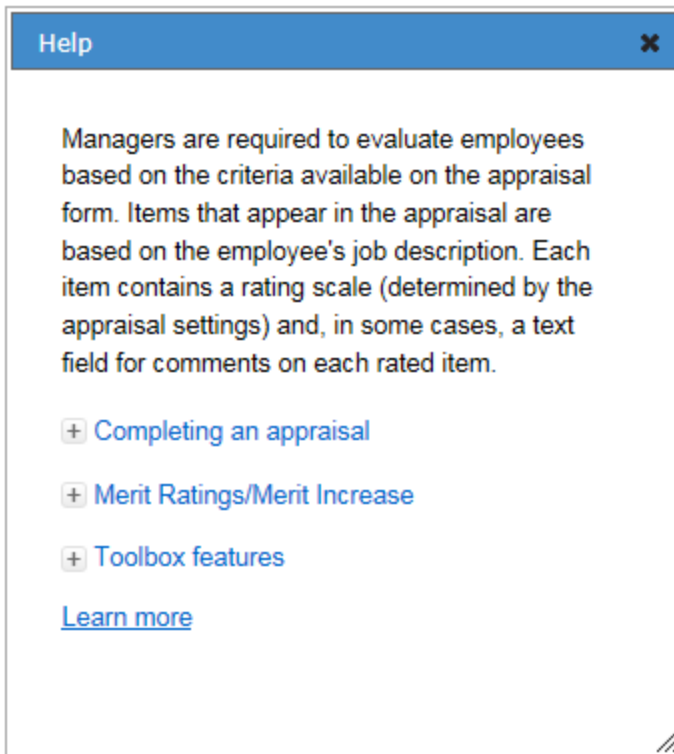 Help
Managers are required to evaluate employees
based on the criteria available on the appraisal
form. Items that appear in the appraisal are
based on the employee's job description. Each
item contains a rating scale (determined by the
appraisal settings) and, in some cases, a text
field for comments on each rated item.
Completing an appraisal
Merit Ratings/Merit Increase
Toolbox features
Learn more